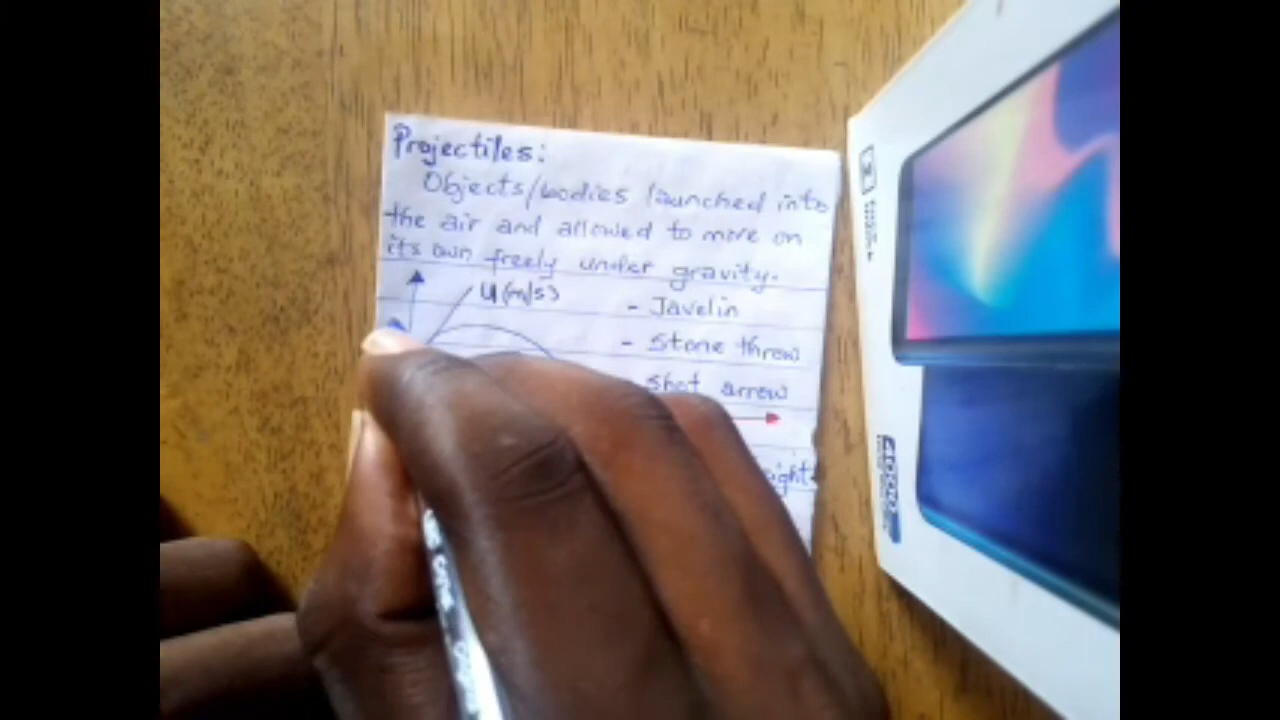 Projectiles:
Objects/bodies launched into
the air and allowed to move on
its own freely under gravity.
u(m/s)
- Javelin
- Stone throw
shot arrow